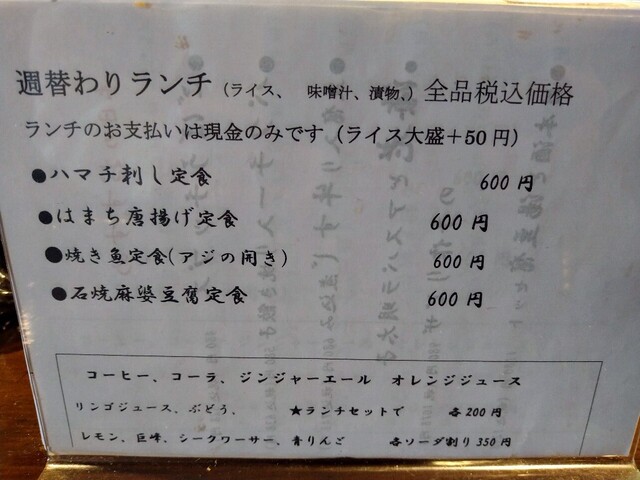 週替わりランチ(ライス、 味噌汁、漬物、) 全品税込価格
ランチのお支払いは現金のみです(ライス大盛+50円)
●ハマチ刺し定食 600円
●はまち唐揚げ定食 600円
●焼き魚定食(アジの開き) 600円
●石焼麻婆豆腐定食 600円
コーヒー、コーラ、ジンジャーエール オレンジジュース
リンゴジュース、ぶどう、 ★ランチセットで 各200円
レモン、巨峰、シークワーサー、青りんご 各ソーダ割り350円